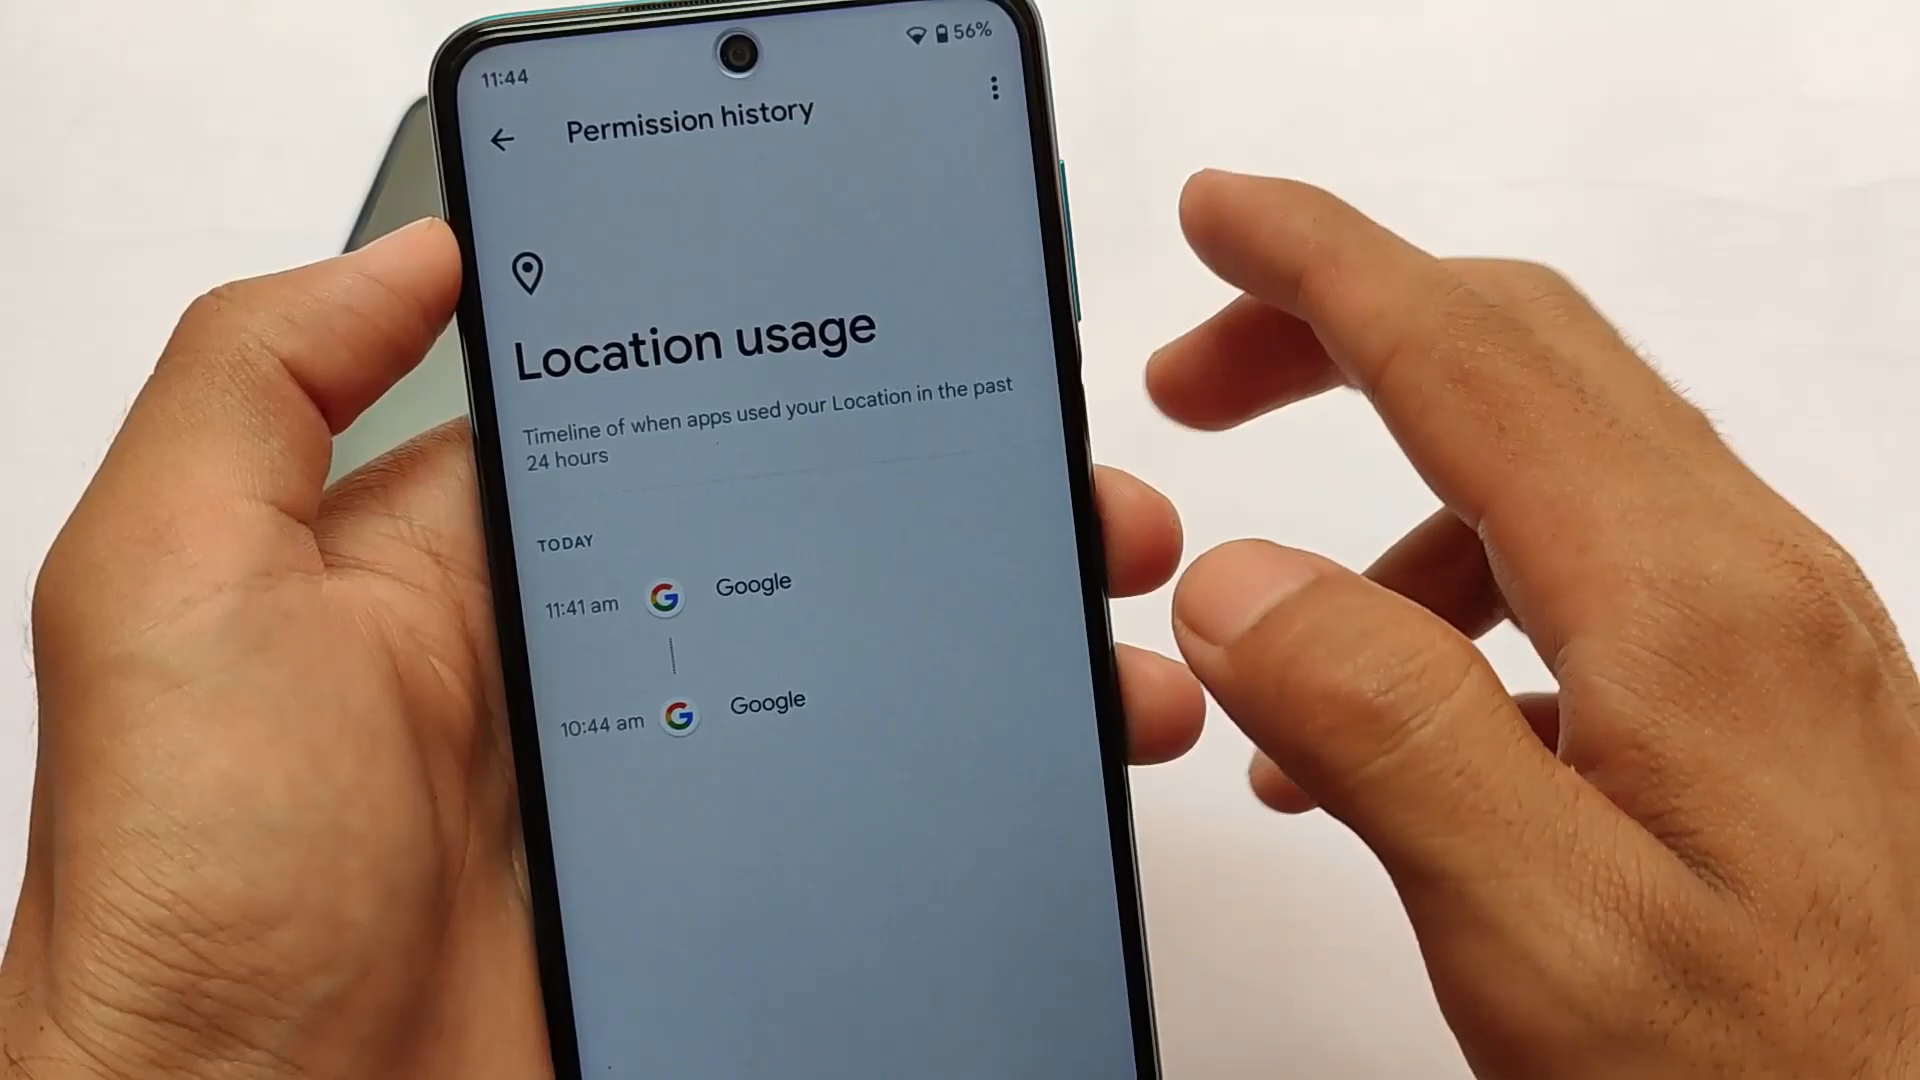 11:44
56%
Permission history
Location usage
Timeline of when apps used your Location in the past
24 hours
TODAY
11:41 am
Google
10:44 am
Google